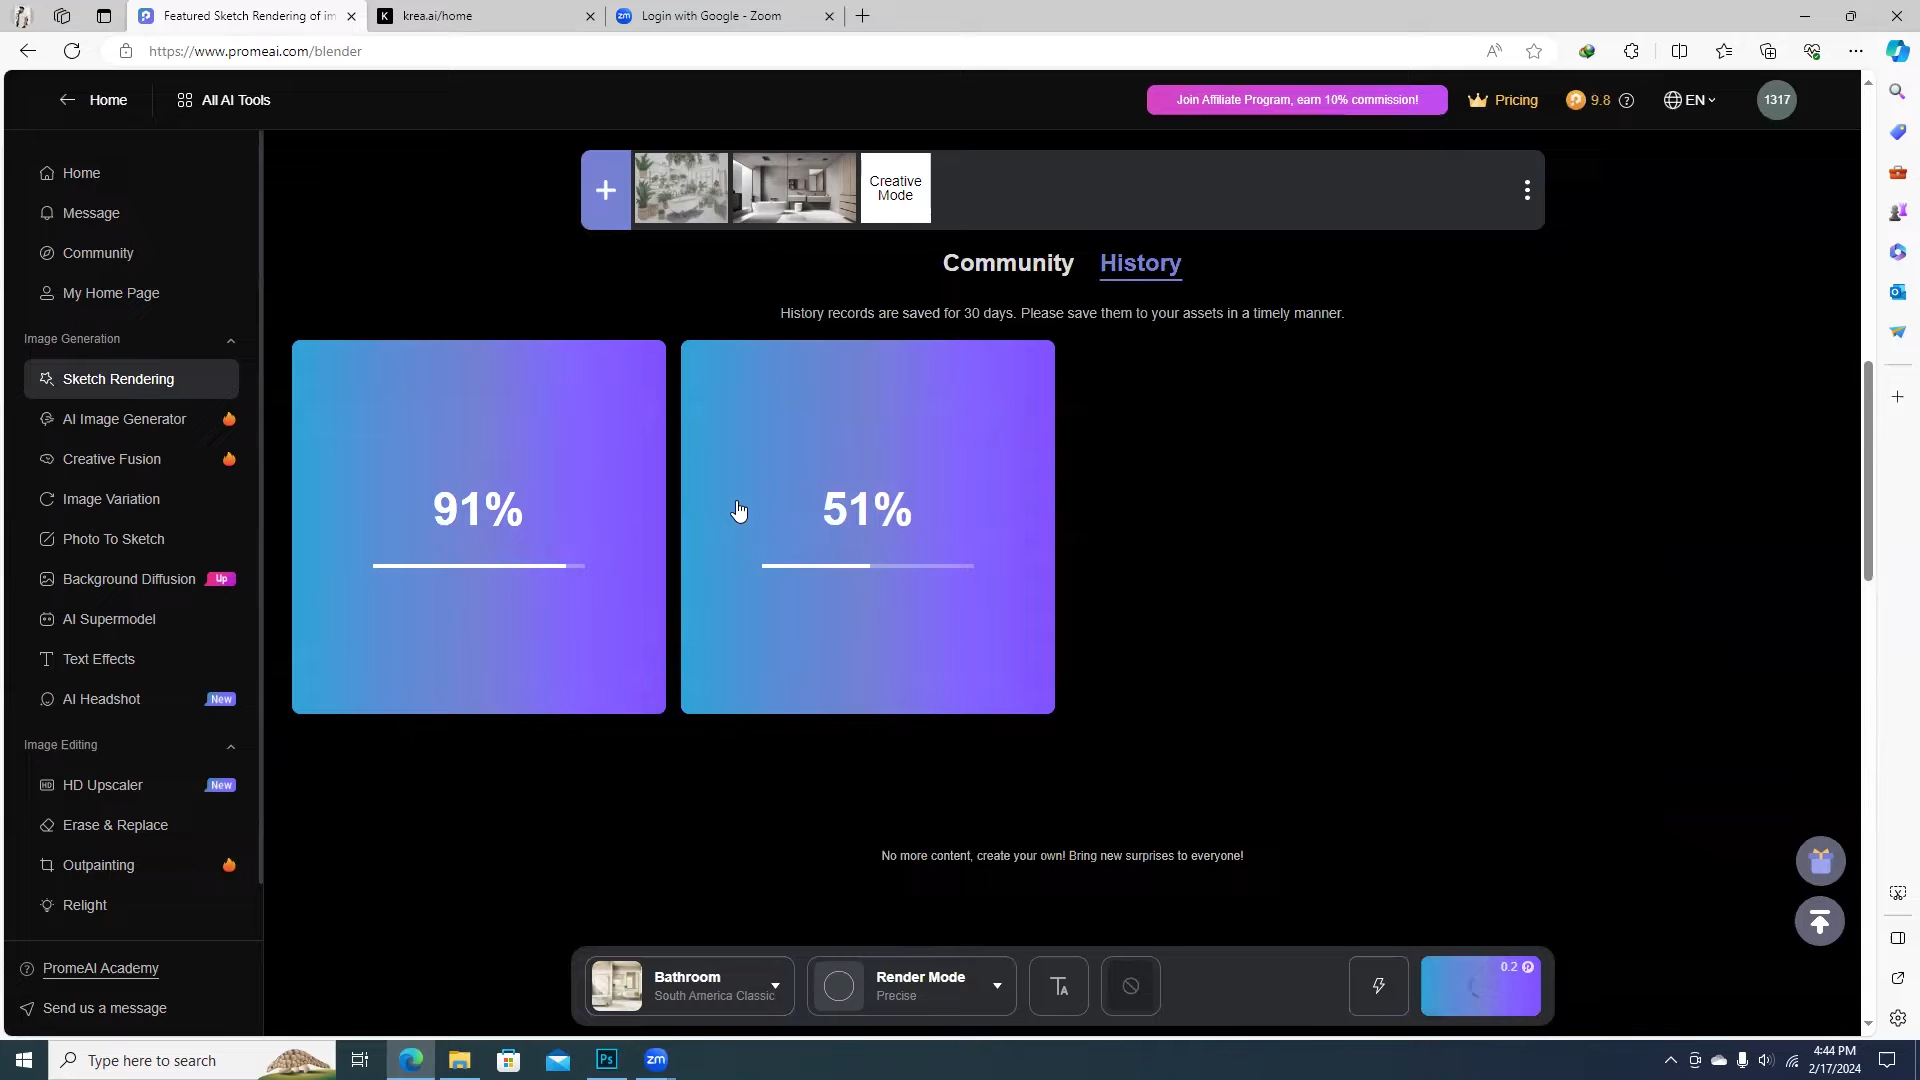 Featured Sketch Rendering of im
krea.ai/home
Login with Google - Zoom
https://www.promeai.com/blender
Home
All AI Tools
Join Affiliate Program, earn 10% commission!
Pricing
9.8
EN
1317
Home
Message
Community
My Home Page
Image Generation
Sketch Rendering
AI Image Generator
Creative Fusion
Image Variation
Photo To Sketch
Background Diffusion
Up
AI Supermodel
Text Effects
AI Headshot
New
Image Editing
HD Upscaler
New
Erase & Replace
Outpainting
Relight
PromeAI Academy
Send us a message
Creative
Mode
Community
History
History records are saved for 30 days. Please save them to your assets in a timely manner.
91%
51%
No more content, create your own! Bring new surprises to everyone!
Bathroom
South America Classic
Render Mode
Precise
0.2
Type here to search
Ps
zm
4:44 PM
2/17/2024